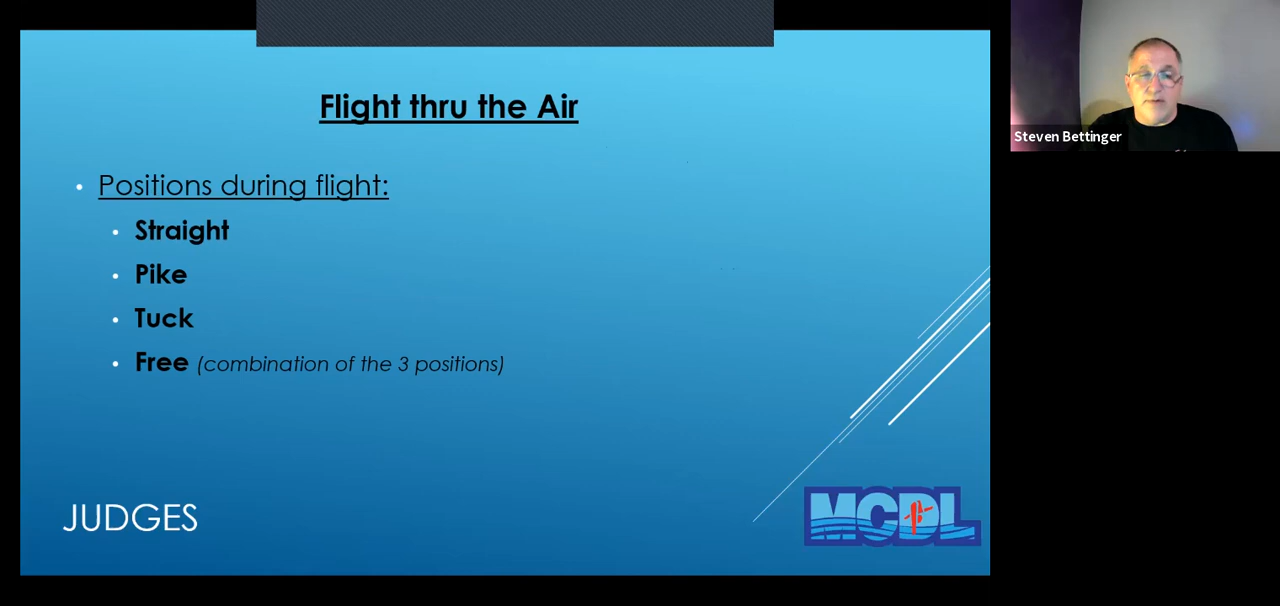 Flight thru the Air
Positions during flight:
Straight
Pike
Tuck
Free (combination of the 3 positions)
JUDGES
MCDL
Steven Bettinger